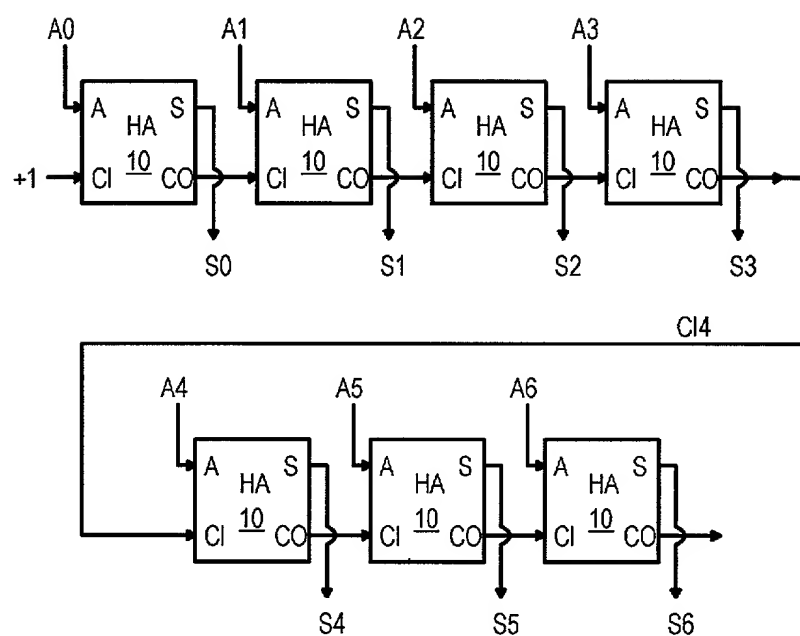 A0 A1 A2 A3
A S A S A S A S
HA HA HA HA
10 10 10 10
+1 CI CO CI CO CI CO CI CO
S0 S1 S2 S3
CI4
A4 A5 A6
A S A S A S
HA HA HA
10 10 10
CI CO CI CO CI CO
S4 S5 S6